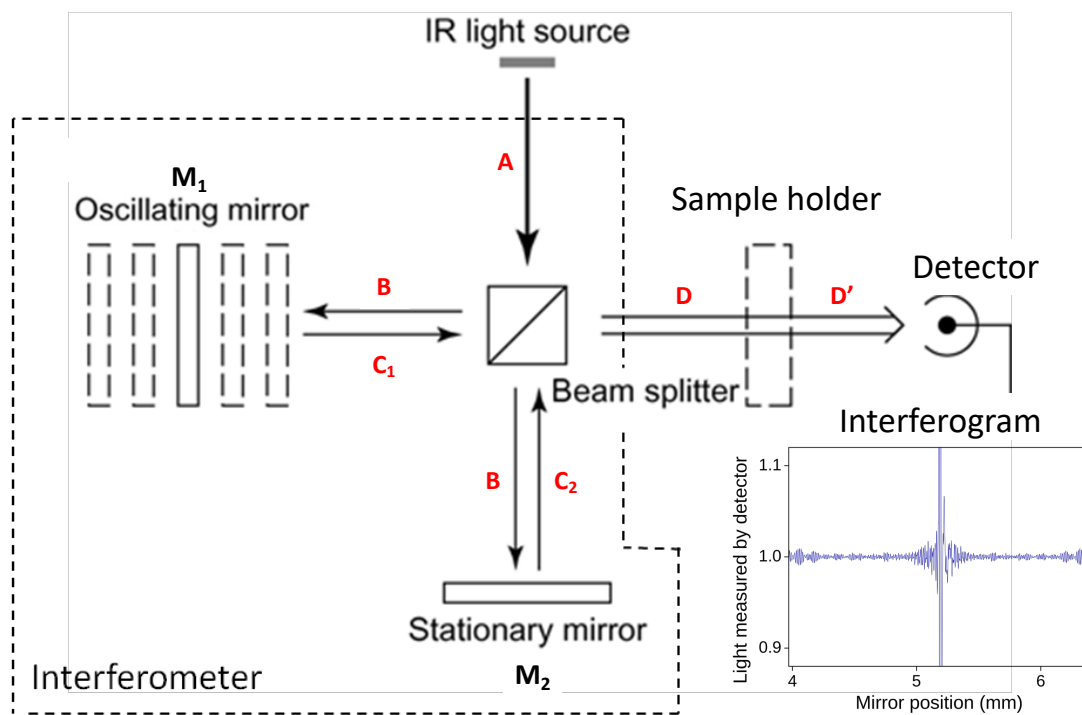 IR light source
A
M₁
Oscillating mirror
Sample holder
Detector
B
D
D’
C₁
Beam splitter
Interferogram
B
C₂
1.1
1.0
0.9
Light measured by detector
4
5
6
Mirror position (mm)
Stationary mirror
M₂
Interferometer